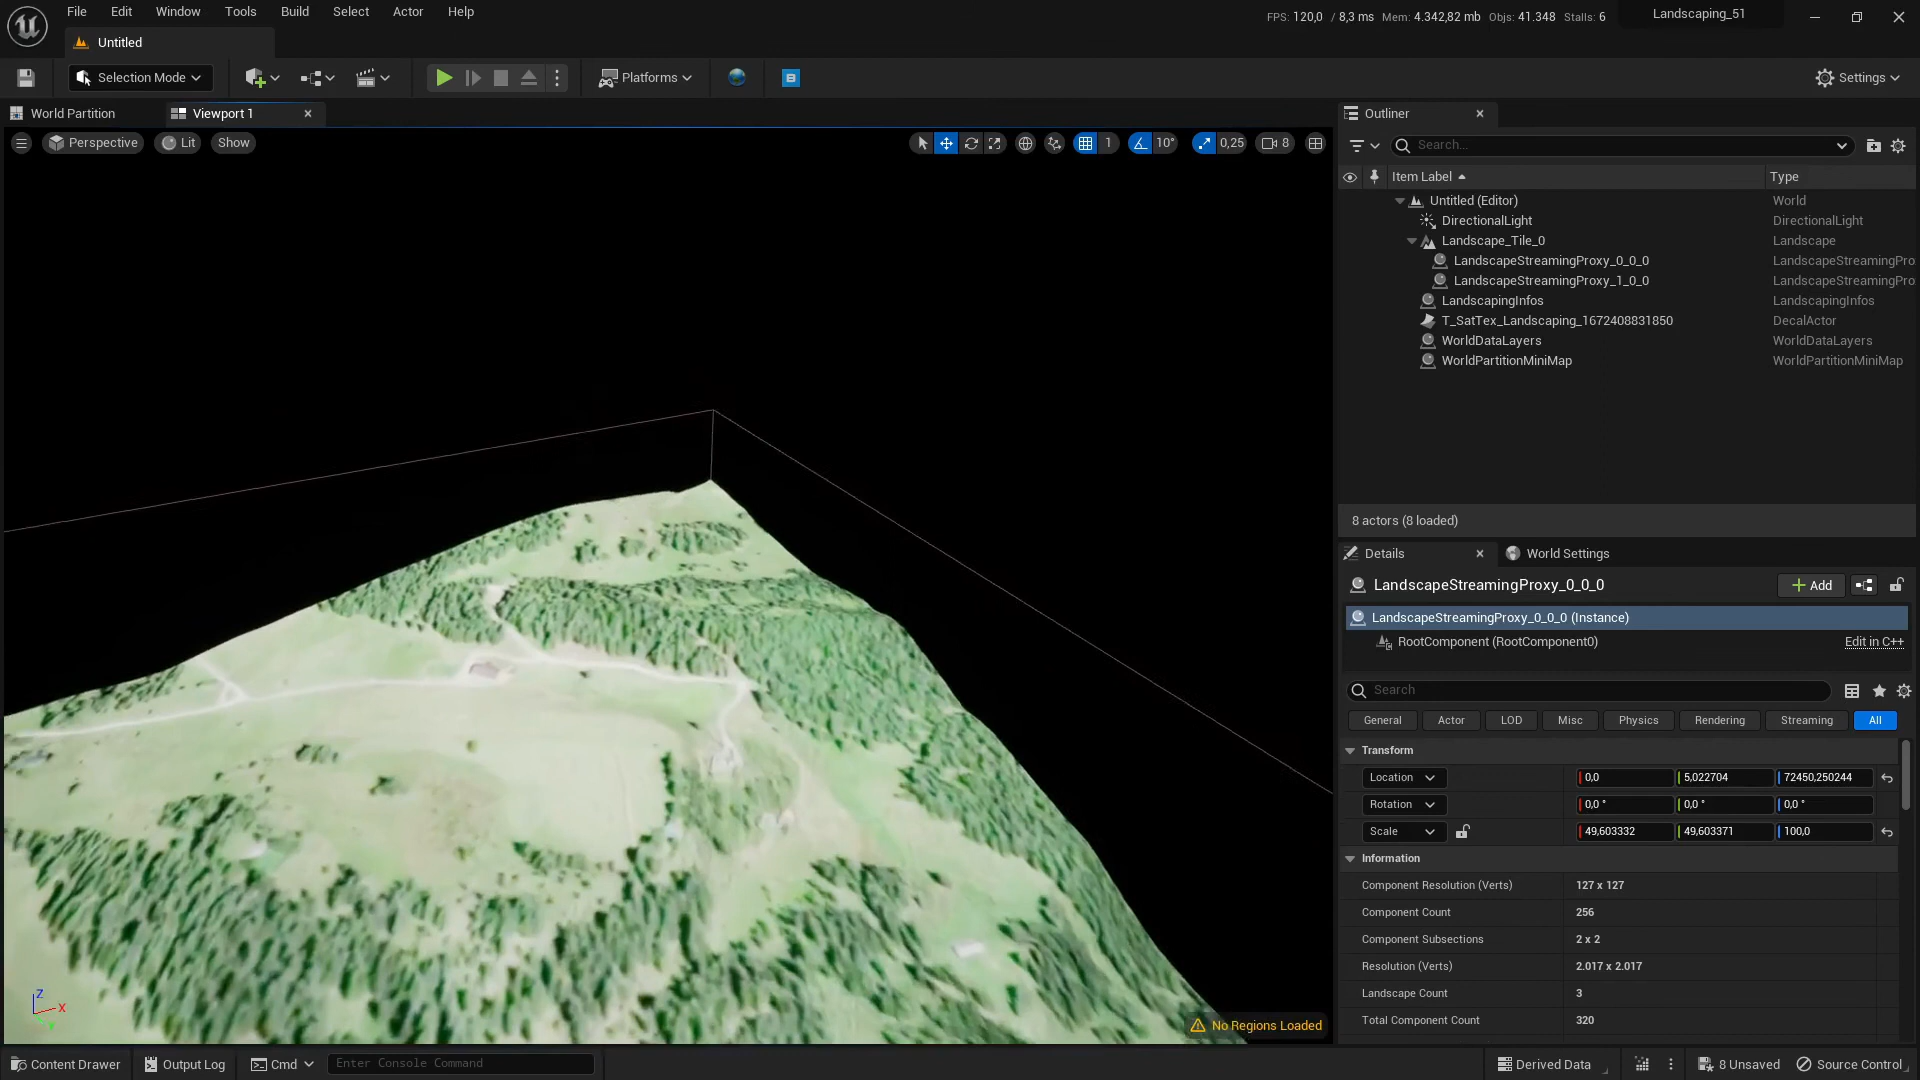 File Edit Window Tools Build Select Actor Help
FPS: 120,0 / 8,3 ms Mem: 4.342,82 mb Objs: 41.348 Stalls: 6
Landscaping_51
Untitled
Selection Mode
Platforms
Settings
World Partition
Viewport 1
Perspective
Lit
Show
1
10°
0,25
8
Outliner
Search...
Item Label
Type
Untitled (Editor) World
DirectionalLight DirectionalLight
Landscape_Tile_0 Landscape
LandscapeStreamingProxy_0_0_0 LandscapeStreamingPro
LandscapeStreamingProxy_1_0_0 LandscapeStreamingPro
LandscapingInfos LandscapingInfos
T_SatTex_Landscaping_1672408831850 DecalActor
WorldDataLayers WorldDataLayers
WorldPartitionMiniMap WorldPartitionMiniMap
8 actors (8 loaded)
Details
World Settings
LandscapeStreamingProxy_0_0_0
Add
LandscapeStreamingProxy_0_0_0 (Instance)
RootComponent (RootComponent0)
Edit in C++
Search
General Actor LOD Misc Physics Rendering Streaming All
Transform
Location 0,0 5,022704 72450,250244
Rotation 0,0 ° 0,0 ° 0,0 °
Scale 49,603332 49,603371 100,0
Information
Component Resolution (Verts) 127 x 127
Component Count 256
Component Subsections 2 x 2
Resolution (Verts) 2.017 x 2.017
Landscape Count 3
Total Component Count 320
Z
X
Y
No Regions Loaded
Content Drawer
Output Log
Cmd
Enter Console Command
Derived Data
8 Unsaved
Source Control